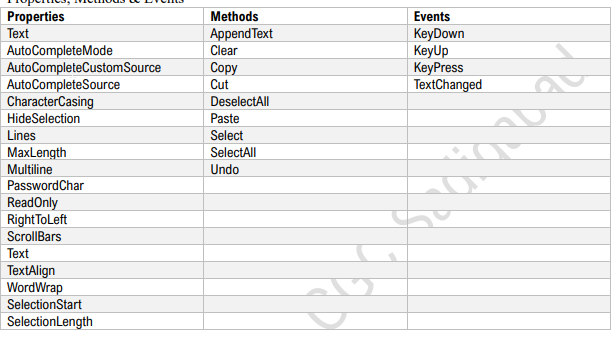 Properties, Methods & Events
Properties Methods Events
Text AppendText KeyDown
AutoCompleteMode Clear KeyUp
AutoCompleteCustomSource Copy KeyPress
AutoCompleteSource Cut TextChanged
CharacterCasing DeselectAll
HideSelection Paste
Lines Select
MaxLength SelectAll
Multiline Undo
PasswordChar
ReadOnly
RightToLeft
ScrollBars
Text
TextAlign
WordWrap
SelectionStart
SelectionLength